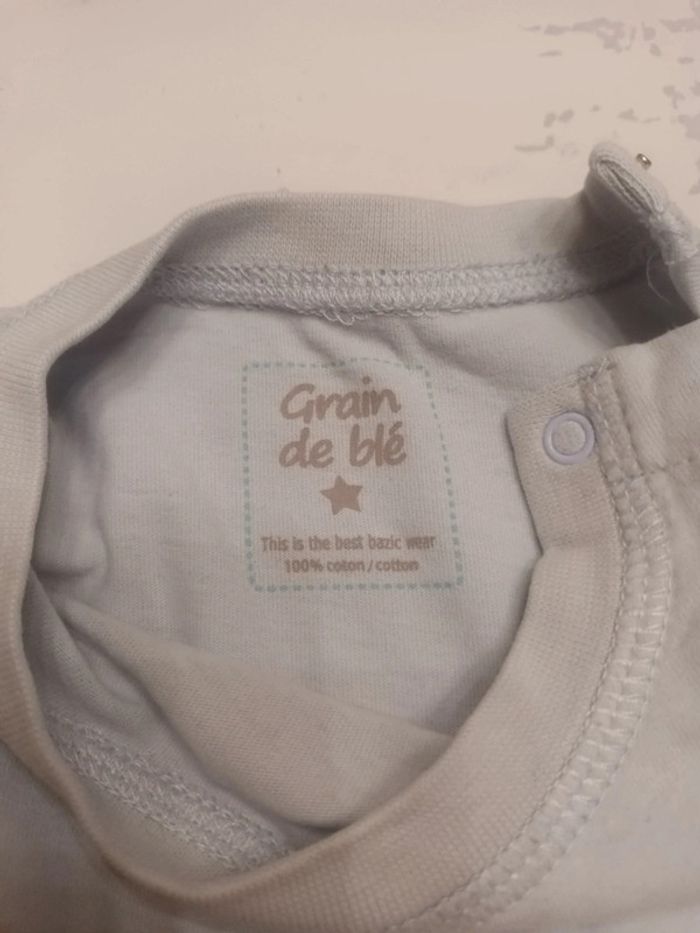 Grain
de blé
This is the best bazic wear
100% coton / cotton